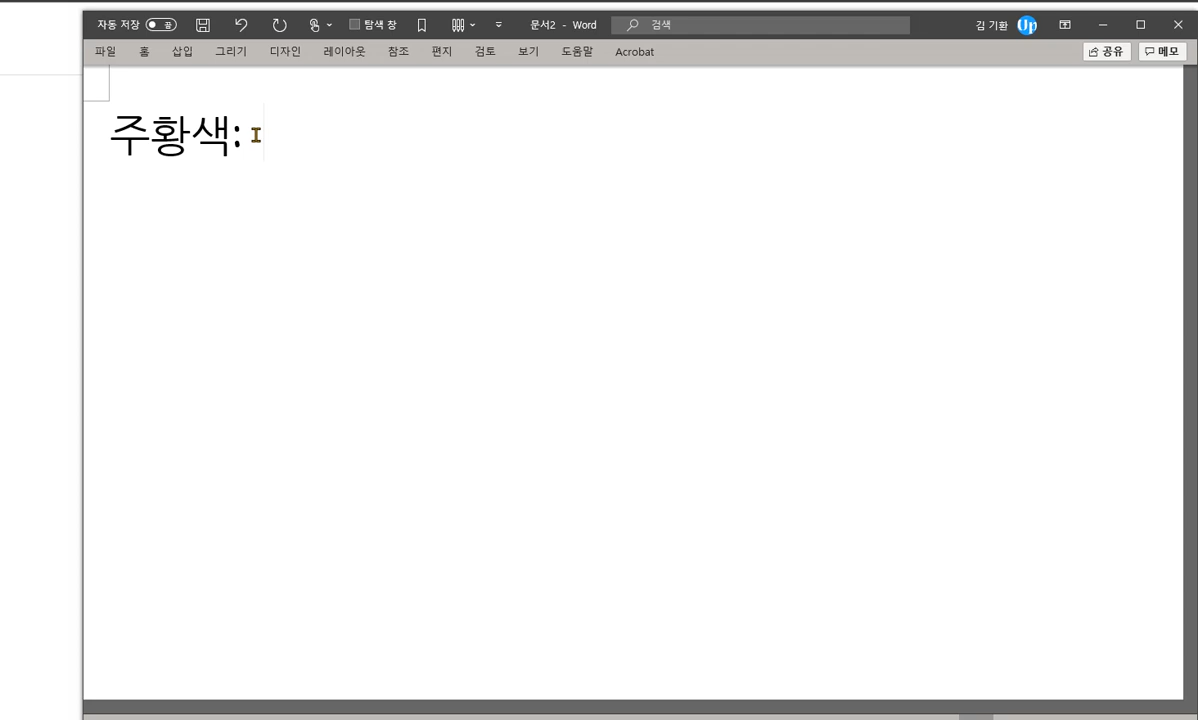 자동 저장 끔 탐색 창 문서2 - Word 검색 김 기환 Up
파일 홈 삽입 그리기 디자인 레이아웃 참조 편지 검토 보기 도움말 Acrobat 공유 메모
주황색: